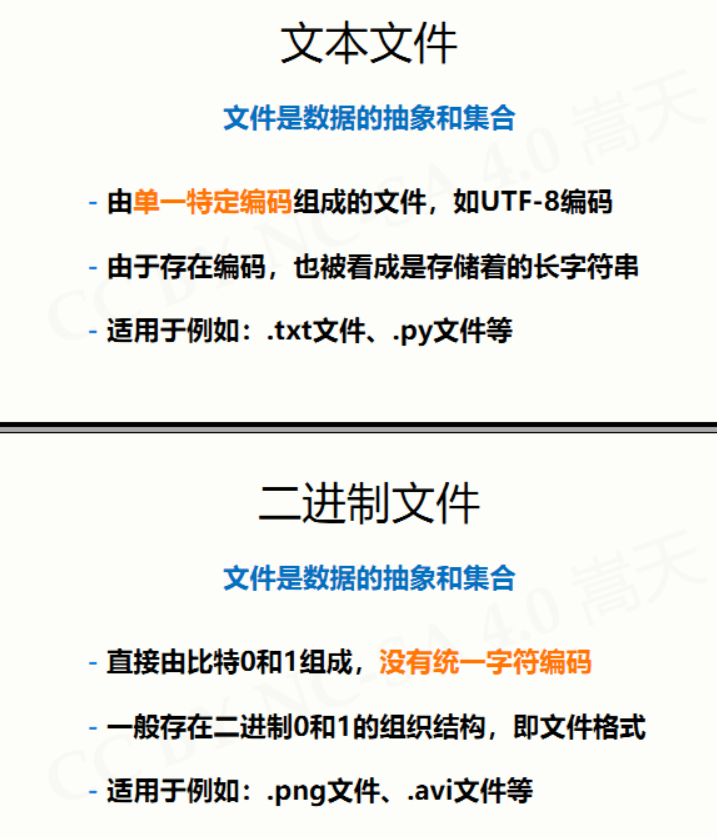 文本文件
文件是数据的抽象和集合
- 由单一特定编码组成的文件，如UTF-8编码
- 由于存在编码，也被看成是存储着的长字符串
- 适用于例如：.txt文件、.py文件等
CC BY NC-SA 4.0 嵩天
二进制文件
文件是数据的抽象和集合
- 直接由比特0和1组成，没有统一字符编码
- 一般存在二进制0和1的组织结构，即文件格式
- 适用于例如：.png文件、.avi文件等
CC BY NC-SA 4.0 嵩天